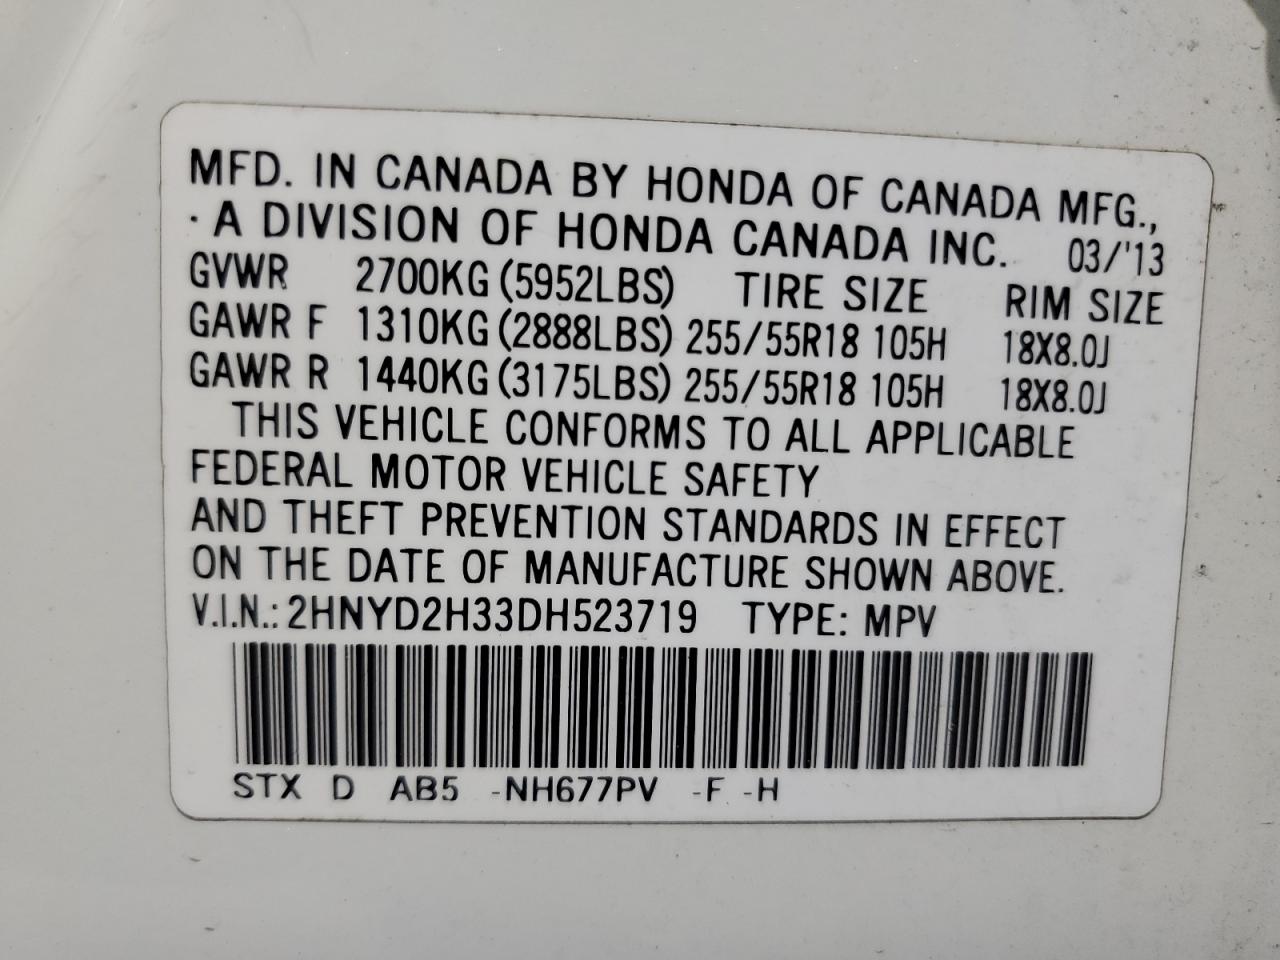 MFD. IN CANADA BY HONDA OF CANADA MFG.,
· A DIVISION OF HONDA CANADA INC. 03/'13
GVWR 2700KG (5952LBS) TIRE SIZE RIM SIZE
GAWR F 1310KG (2888LBS) 255/55R18 105H 18X8.0J
GAWR R 1440KG (3175LBS) 255/55R18 105H 18X8.0J
THIS VEHICLE CONFORMS TO ALL APPLICABLE
FEDERAL MOTOR VEHICLE SAFETY
AND THEFT PREVENTION STANDARDS IN EFFECT
ON THE DATE OF MANUFACTURE SHOWN ABOVE.
V.I.N.: 2HNYD2H33DH523719 TYPE: MPV
STX D AB5 -NH677PV -F -H